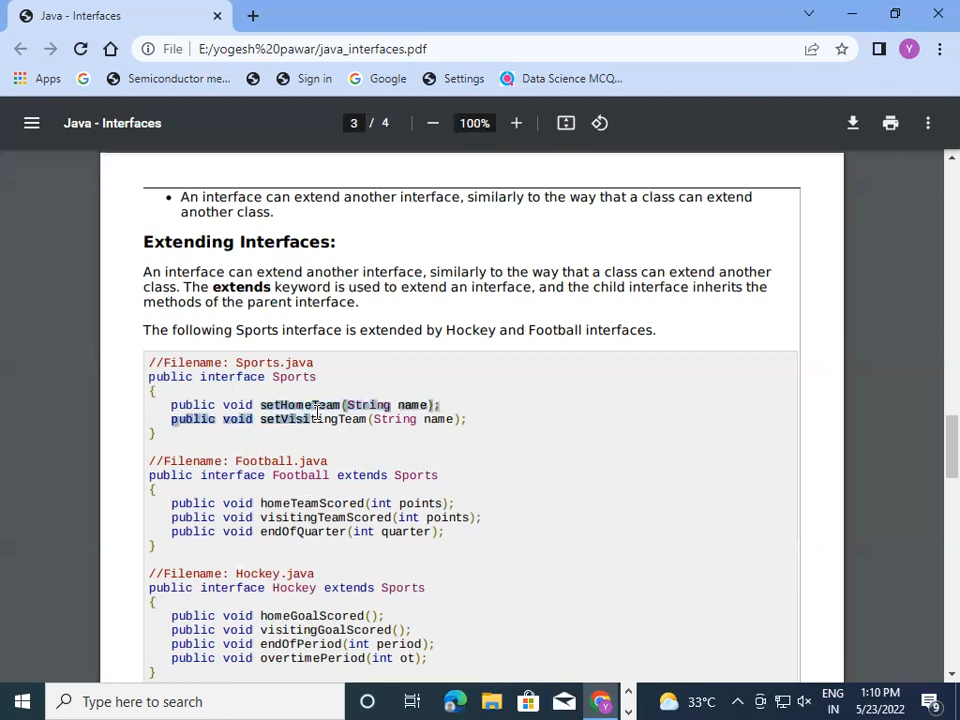 Java - Interfaces
File
E:/yogesh%20pawar/java_interfaces.pdf
Y
Apps
Semiconductor me...
Sign in
Google
Settings
Data Science MCQ...
Java - Interfaces
3 / 4
100%
• An interface can extend another interface, similarly to the way that a class can extend
another class.
Extending Interfaces:
An interface can extend another interface, similarly to the way that a class can extend another
class. The extends keyword is used to extend an interface, and the child interface inherits the
methods of the parent interface.
The following Sports interface is extended by Hockey and Football interfaces.
//Filename: Sports.java
public interface Sports
{
public void setHomeTeam(String name);
public void setVisitingTeam(String name);
}
//Filename: Football.java
public interface Football extends Sports
{
public void homeTeamScored(int points);
public void visitingTeamScored(int points);
public void endOfQuarter(int quarter);
}
//Filename: Hockey.java
public interface Hockey extends Sports
{
public void homeGoalScored();
public void visitingGoalScored();
public void endOfPeriod(int period);
public void overtimePeriod(int ot);
}
Type here to search
Y
33°C
ENG
IN
1:10 PM
5/23/2022
9